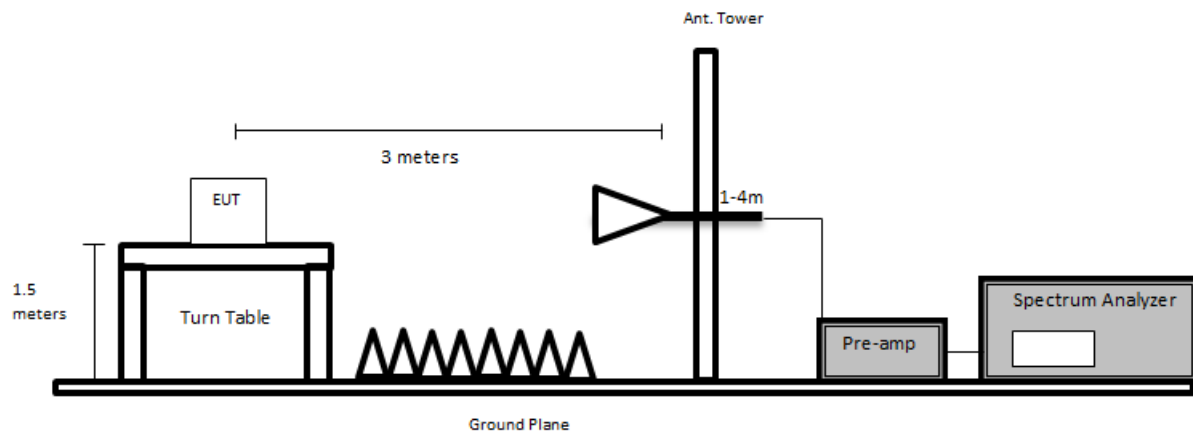 Ant. Tower
3 meters
EUT
1-4m
1.5
meters
Turn Table
Spectrum Analyzer
Pre-amp
Ground Plane